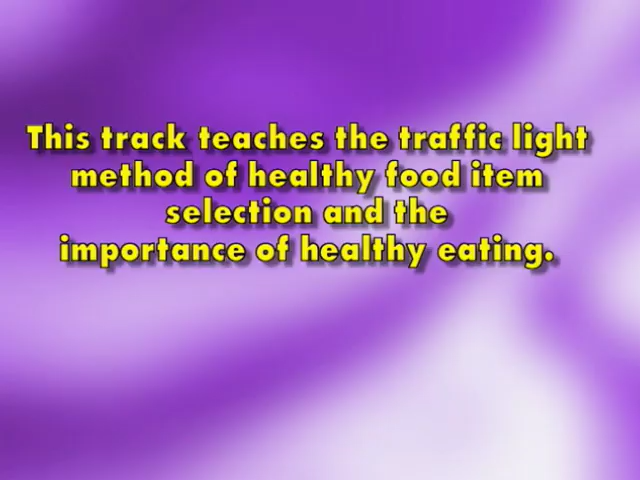 This track teaches the traffic light
method of healthy food item
selection and the
importance of healthy eating.